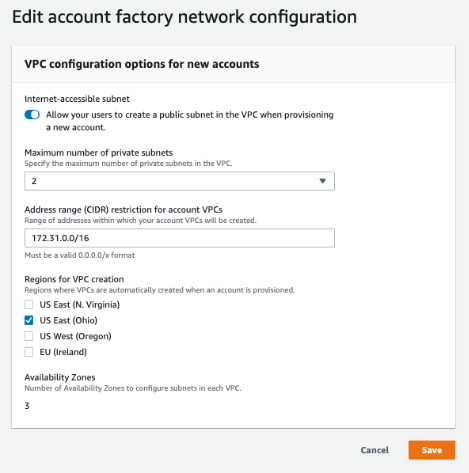 Edit account factory network configuration
VPC configuration options for new accounts
Internet-accessible subnet
Allow your users to create a public subnet in the VPC when provisioning
a new account.
Maximum number of private subnets
Specify the maximum number of private subnets in the VPC.
2
Address range (CIDR) restriction for account VPCs
Range of addresses within which your account VPCs will be created.
172.31.0.0/16
Must be a valid 0.0.0.0/x format
Regions for VPC creation
Regions where VPCs are automatically created when an account is provisioned.
US East (N. Virginia)
US East (Ohio)
US West (Oregon)
EU (Ireland)
Availability Zones
Number of Availability Zones to configure subnets in each VPC.
3
Cancel
Save